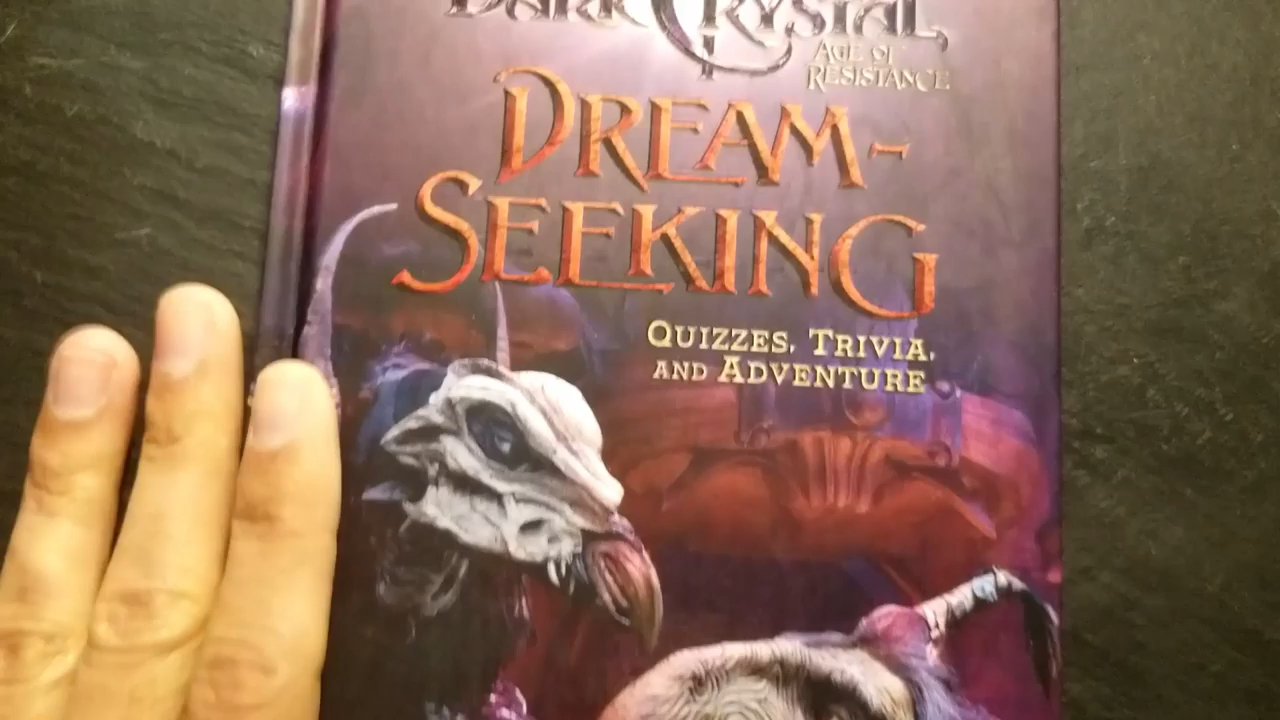 DARK CRYSTAL
AGE OF
RESISTANCE
DREAM-
SEEKING
QUIZZES, TRIVIA,
AND ADVENTURE